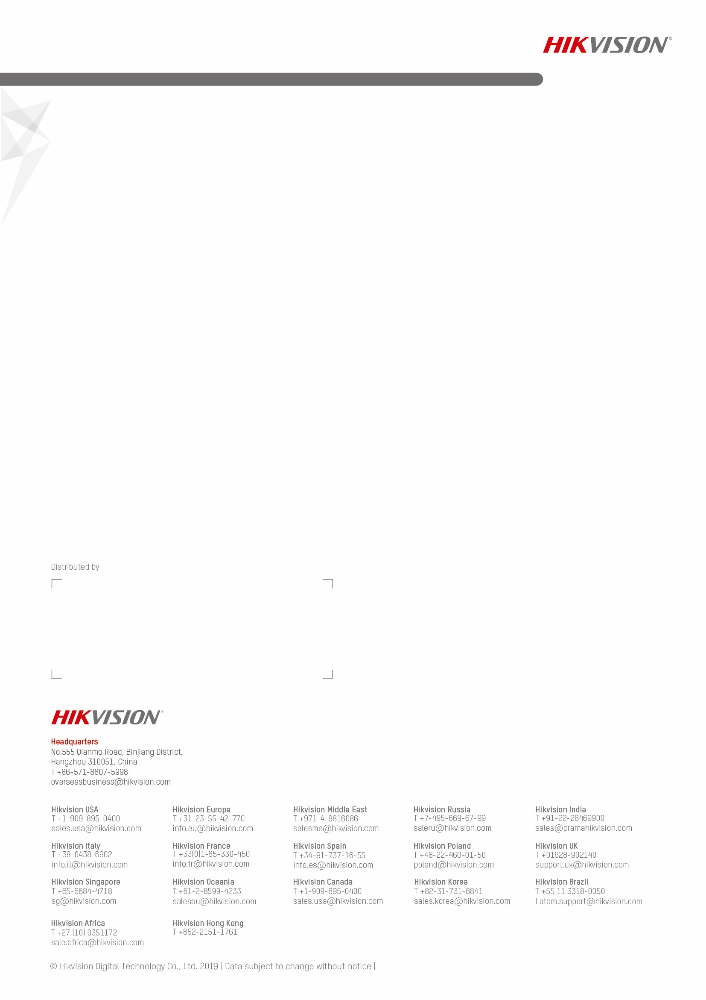 HIKVISION®
Distributed by
HIKVISION®
Headquarters
No.555 Qianmo Road, Binjiang District,
Hangzhou 310051, China
T +86-571-8807-5998
overseasbusiness@hikvision.com
Hikvision USA
T +1-909-895-0400
sales.usa@hikvision.com
Hikvision Europe
T +31-23-55-42-770
info.eu@hikvision.com
Hikvision Middle East
T +971-4-8816086
salesme@hikvision.com
Hikvision Russia
T +7-495-669-67-99
saleru@hikvision.com
Hikvision India
T +91-22-28469900
sales@pramahikvision.com
Hikvision Italy
T +39-0438-6902
info.it@hikvision.com
Hikvision France
T +33(0)1-85-330-450
info.fr@hikvision.com
Hikvision Spain
T +34-91-737-16-55
info.es@hikvision.com
Hikvision Poland
T +48-22-460-01-50
poland@hikvision.com
Hikvision UK
T +01628-902140
support.uk@hikvision.com
Hikvision Singapore
T +65-6684-4718
sg@hikvision.com
Hikvision Oceania
T +61-2-8599-4233
salesau@hikvision.com
Hikvision Canada
T +1-909-895-0400
sales.usa@hikvision.com
Hikvision Korea
T +82-31-731-8841
sales.korea@hikvision.com
Hikvision Brazil
T +55 11 3318-0050
Latam.support@hikvision.com
Hikvision Africa
T +27 (10) 0351172
sale.africa@hikvision.com
Hikvision Hong Kong
T +852-2151-1761
© Hikvision Digital Technology Co., Ltd. 2019 | Data subject to change without notice |